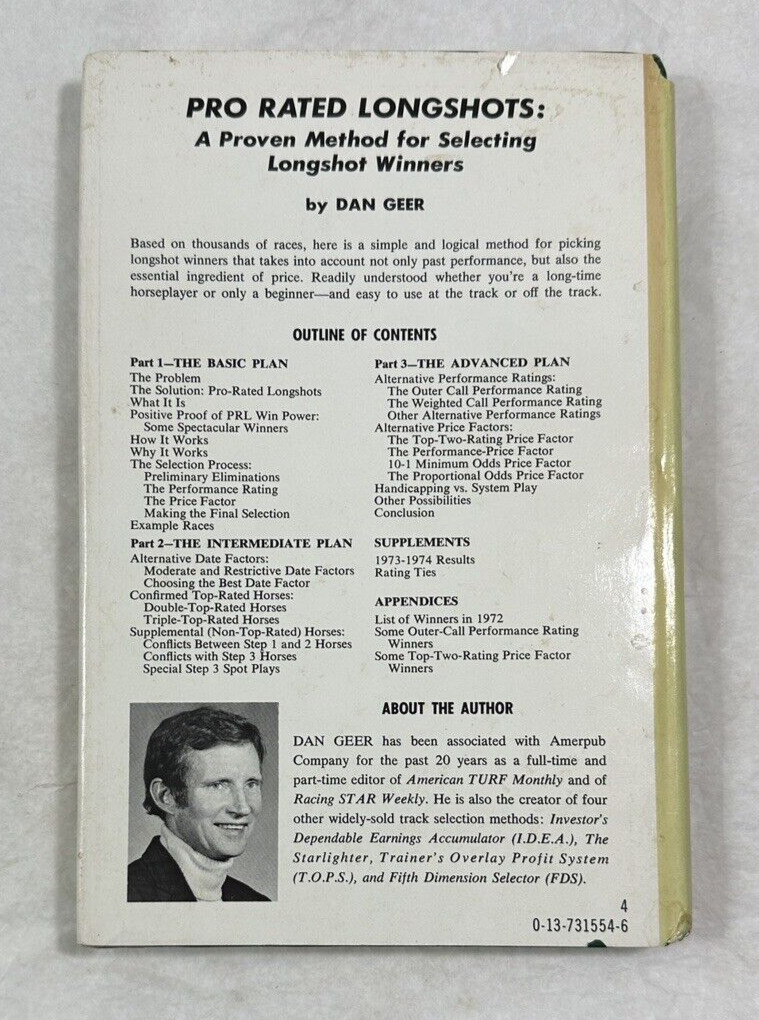 PRO RATED LONGSHOTS:
A Proven Method for Selecting
Longshot Winners
by DAN GEER
Based on thousands of races, here is a simple and logical method for picking
longshot winners that takes into account not only past performance, but also the
essential ingredient of price. Readily understood whether you're a long-time
horseplayer or only a beginner—and easy to use at the track or off the track.
OUTLINE OF CONTENTS
Part 1—THE BASIC PLAN
The Problem
The Solution: Pro-Rated Longshots
What It Is
Positive Proof of PRL Win Power:
Some Spectacular Winners
How It Works
Why It Works
The Selection Process:
Preliminary Eliminations
The Performance Rating
The Price Factor
Making the Final Selection
Example Races
Part 2—THE INTERMEDIATE PLAN
Alternative Date Factors:
Moderate and Restrictive Date Factors
Choosing the Best Date Factor
Confirmed Top-Rated Horses:
Double-Top-Rated Horses
Triple-Top-Rated Horses
Supplemental (Non-Top-Rated) Horses:
Conflicts Between Step 1 and 2 Horses
Conflicts with Step 3 Horses
Special Step 3 Spot Plays
Part 3—THE ADVANCED PLAN
Alternative Performance Ratings:
The Outer Call Performance Rating
The Weighted Call Performance Rating
Other Alternative Performance Ratings
Alternative Price Factors:
The Top-Two-Rating Price Factor
The Performance-Price Factor
10-1 Minimum Odds Price Factor
The Proportional Odds Price Factor
Handicapping vs. System Play
Other Possibilities
Conclusion
SUPPLEMENTS
1973-1974 Results
Rating Ties
APPENDICES
List of Winners in 1972
Some Outer-Call Performance Rating
Winners
Some Top-Two-Rating Price Factor
Winners
ABOUT THE AUTHOR
DAN GEER has been associated with Amerpub
Company for the past 20 years as a full-time and
part-time editor of American TURF Monthly and of
Racing STAR Weekly. He is also the creator of four
other widely-sold track selection methods: Investor's
Dependable Earnings Accumulator (I.D.E.A.), The
Starlighter, Trainer's Overlay Profit System
(T.O.P.S.), and Fifth Dimension Selector (FDS).
4
0-13-731554-6